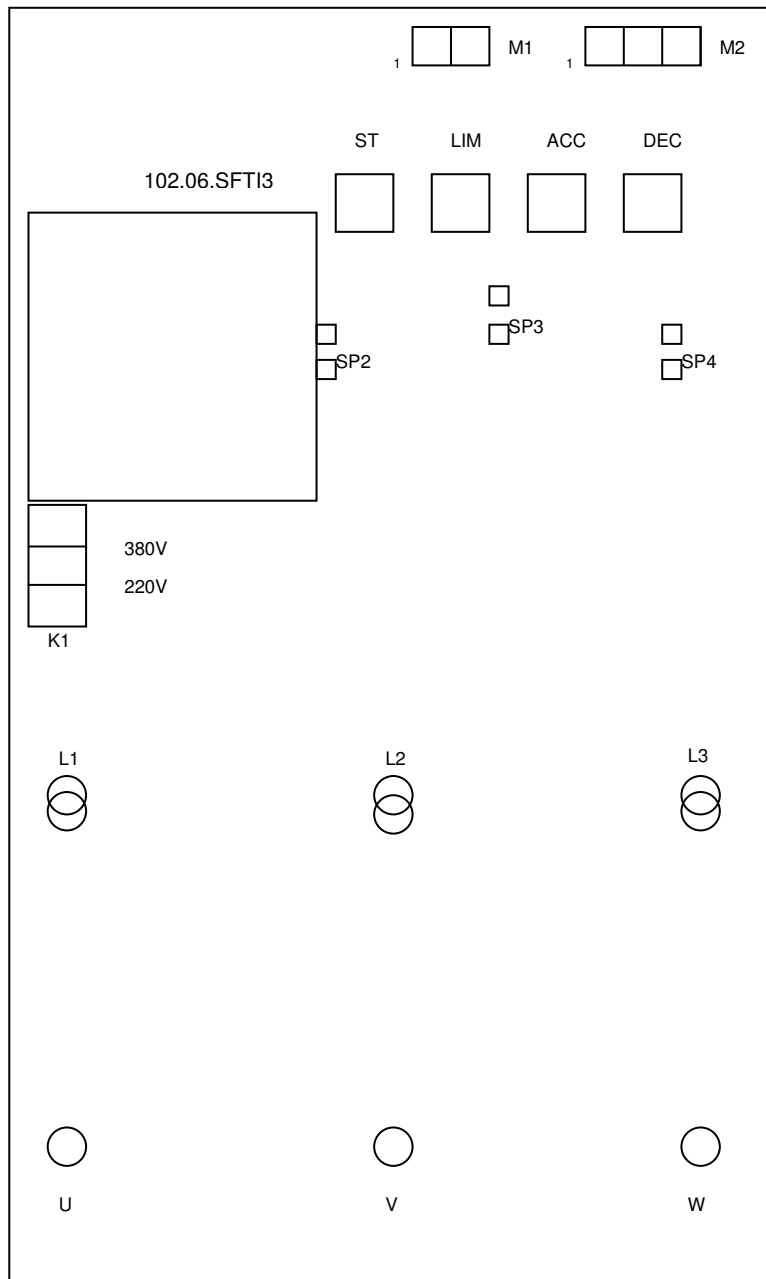 1 M1 1 M2
ST LIM ACC DEC
102.06.SFTI3
SP3
SP2 SP4
380V
220V
K1
L1 L2 L3
U V W